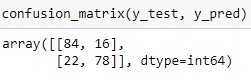 confusion_matrix(y_test, y_pred)
array([[84, 16],
[22, 78]], dtype=int64)